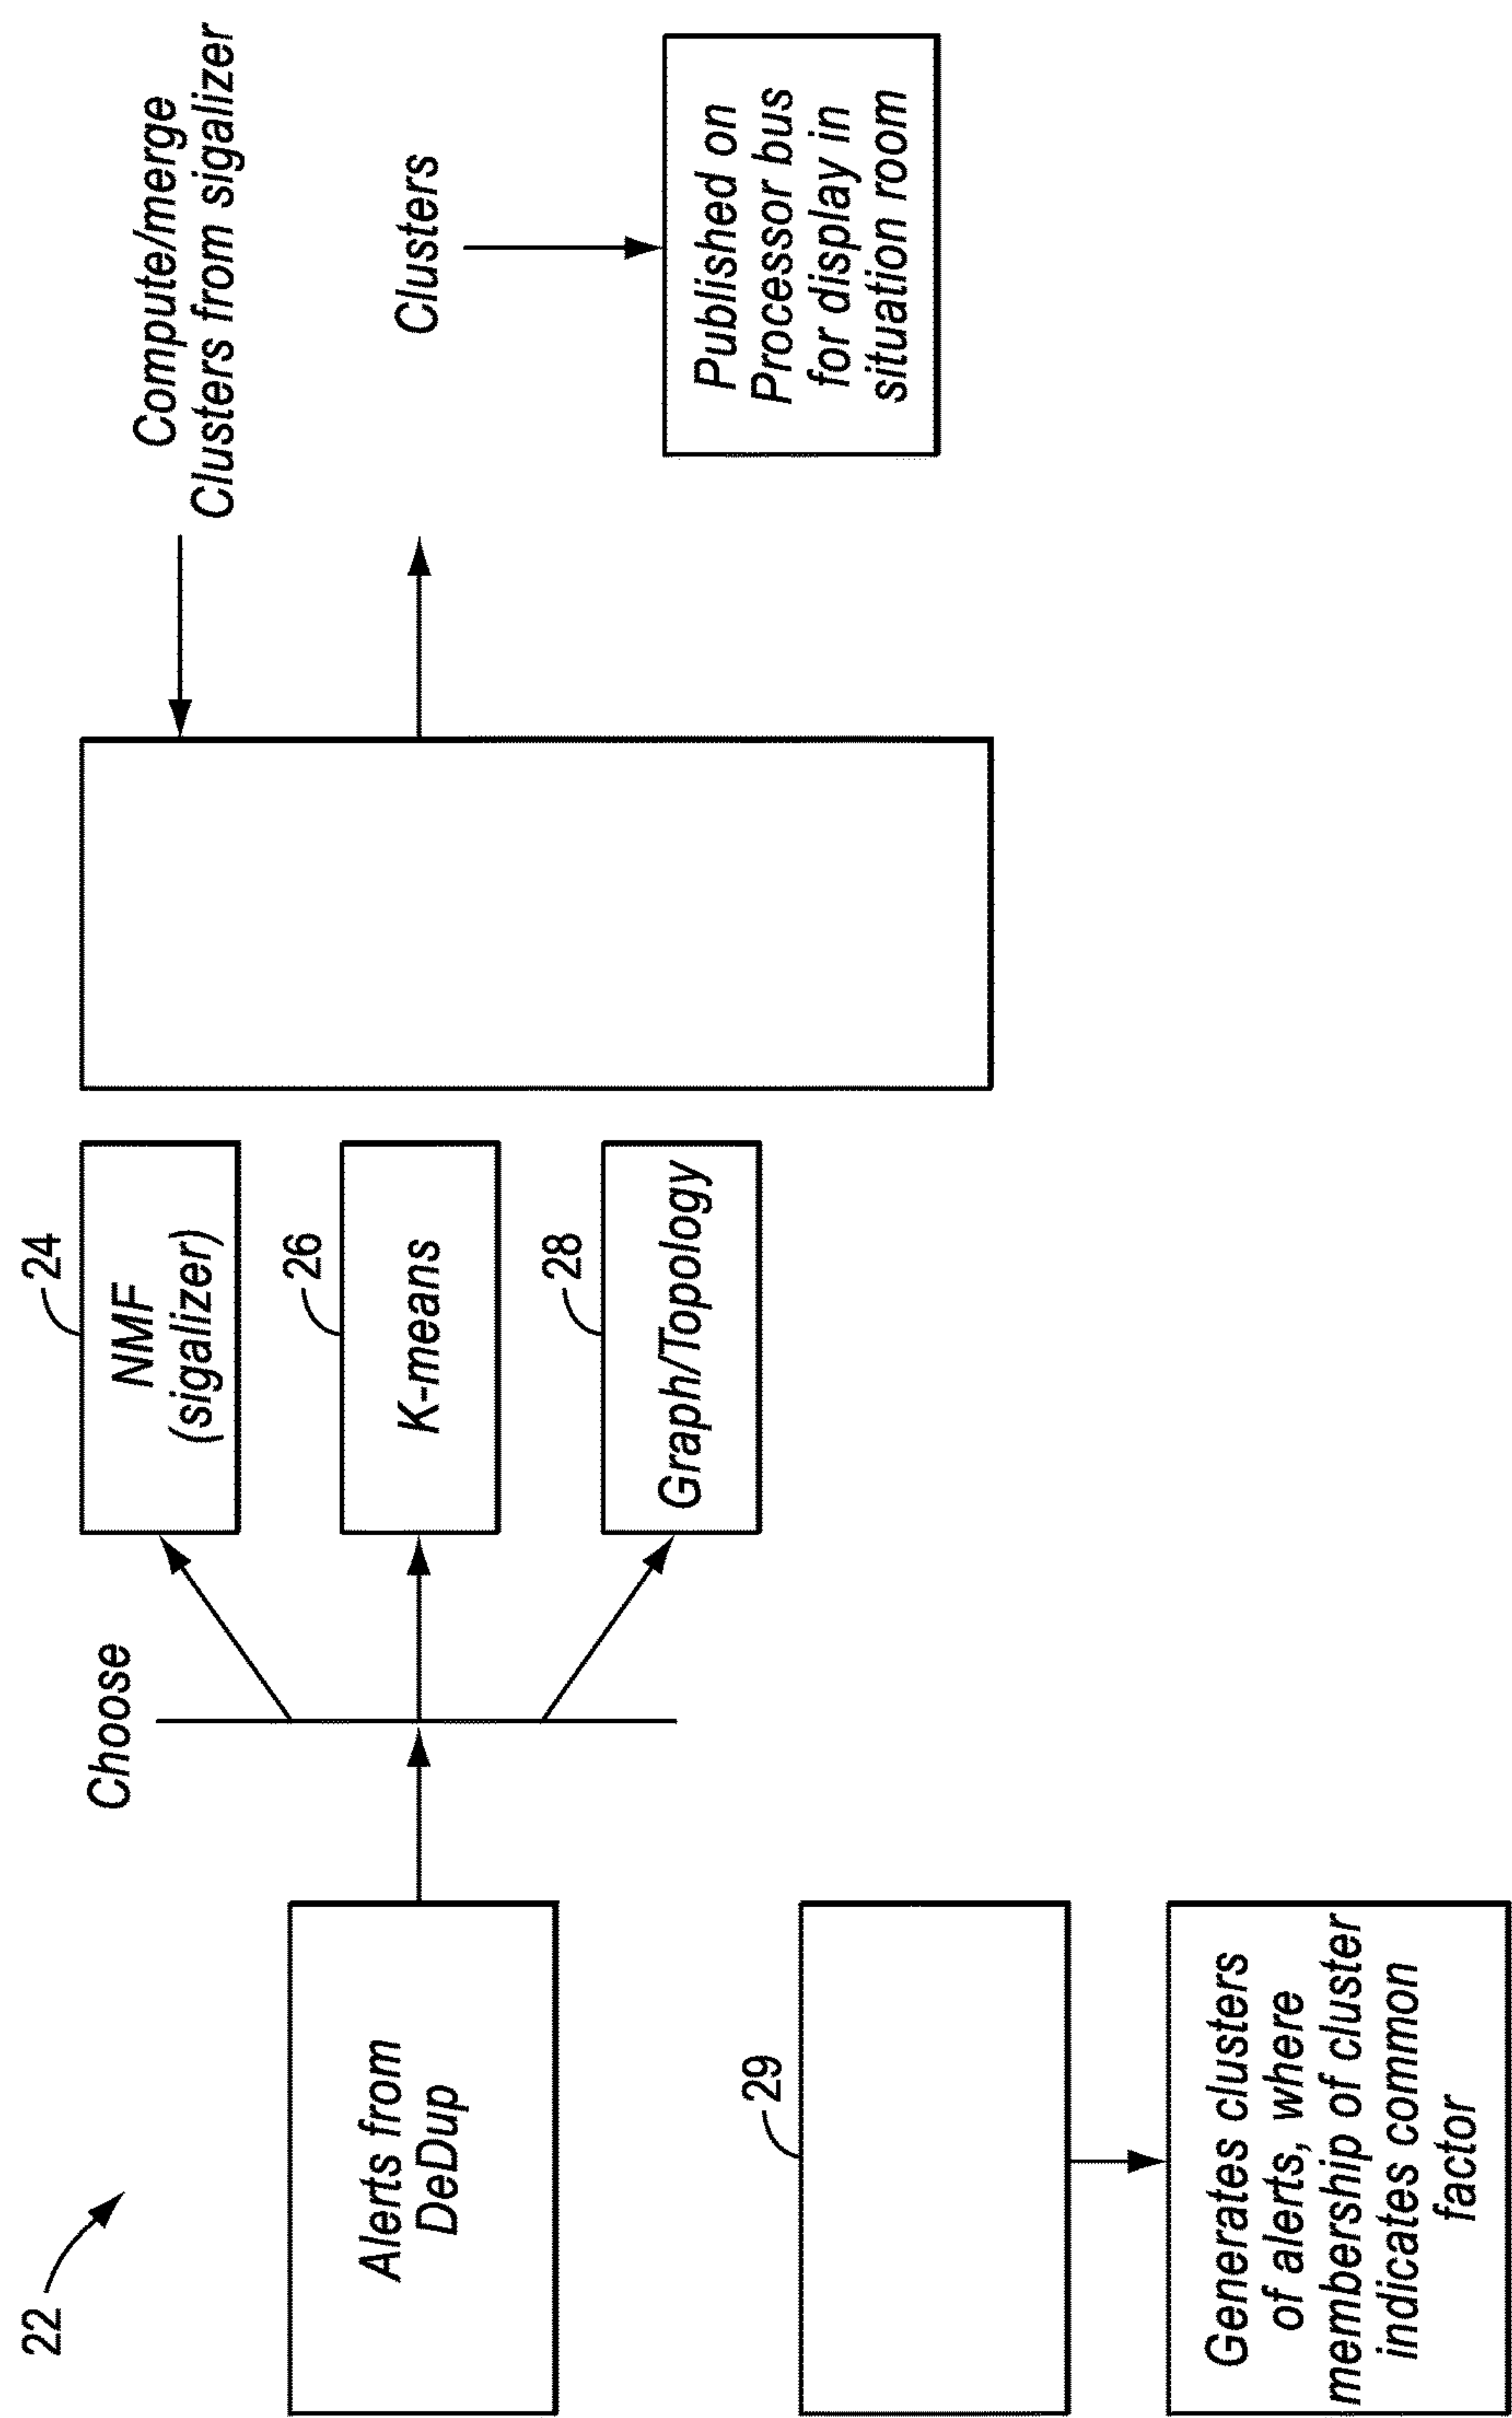 22
Alerts from
DeDup
29
Generates clusters
of alerts, where
membership of cluster
indicates common
factor
Choose
24
NMF
(sigalizer)
26
K-means
28
Graph/Topology
Compute/merge
Clusters from sigalizer
Clusters
Published on
Processor bus
for display in
situation room